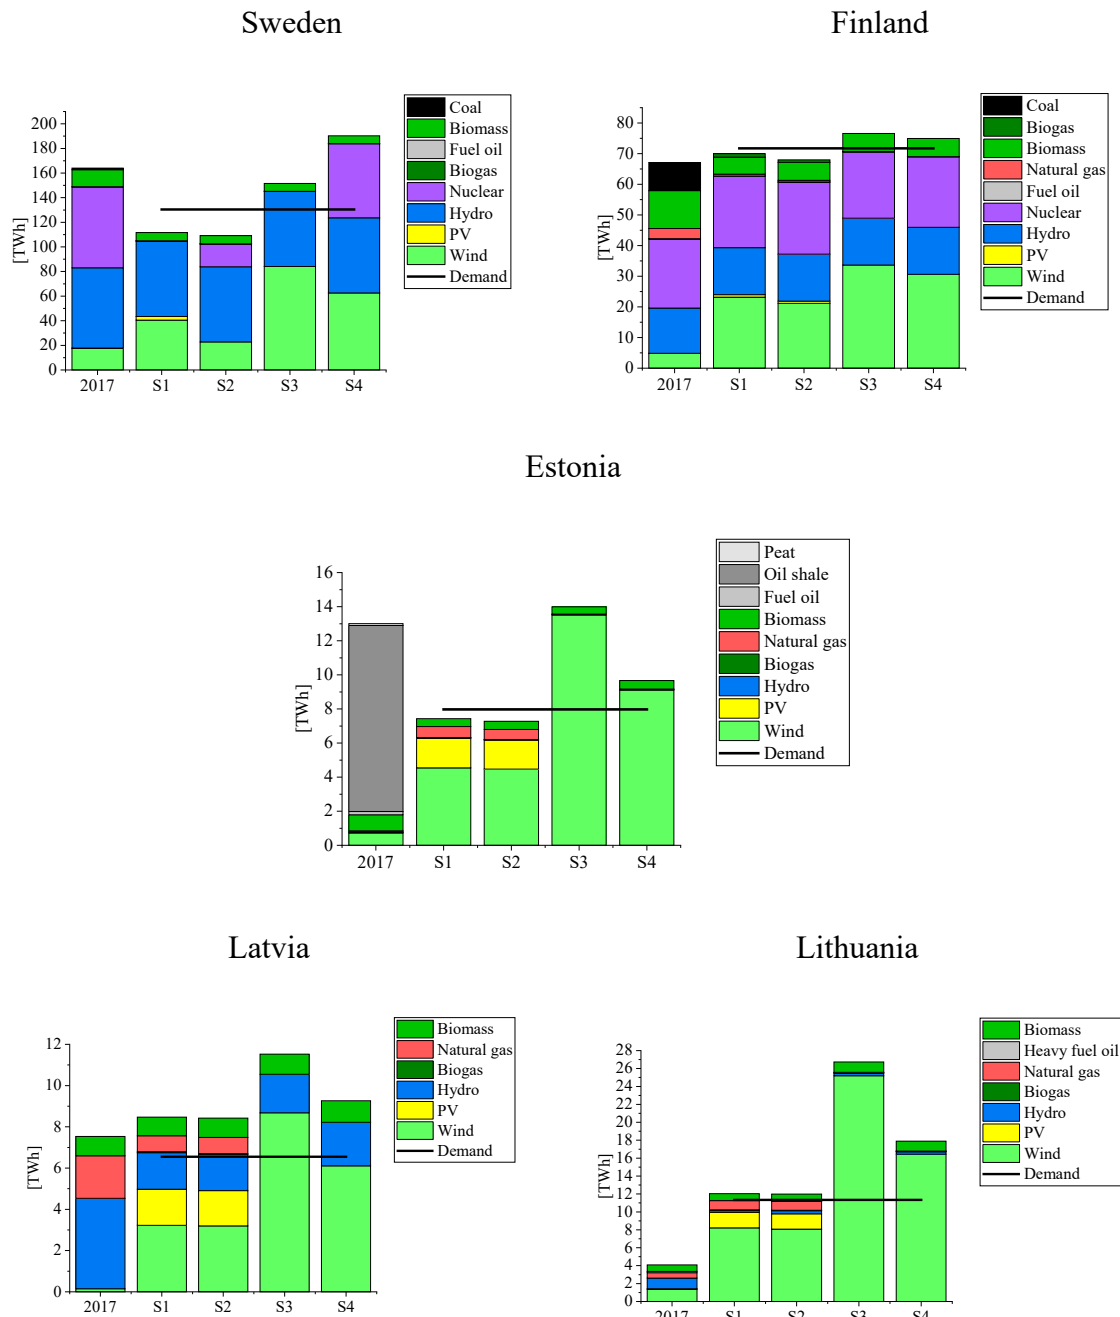 Sweden
[TWh]
200
180
160
140
120
100
80
60
40
20
0
2017 S1 S2 S3 S4
Coal
Biomass
Fuel oil
Biogas
Nuclear
Hydro
PV
Wind
Demand
Finland
[TWh]
80
70
60
50
40
30
20
10
0
2017 S1 S2 S3 S4
Coal
Biogas
Biomass
Natural gas
Fuel oil
Nuclear
Hydro
PV
Wind
Demand
Estonia
[TWh]
16
14
12
10
8
6
4
2
0
2017 S1 S2 S3 S4
Peat
Oil shale
Fuel oil
Biomass
Natural gas
Biogas
Hydro
PV
Wind
Demand
Latvia
[TWh]
12
10
8
6
4
2
0
2017 S1 S2 S3 S4
Biomass
Natural gas
Biogas
Hydro
PV
Wind
Demand
Lithuania
[TWh]
28
26
24
22
20
18
16
14
12
10
8
6
4
2
0
2017 S1 S2 S3 S4
Biomass
Heavy fuel oil
Natural gas
Biogas
Hydro
PV
Wind
Demand